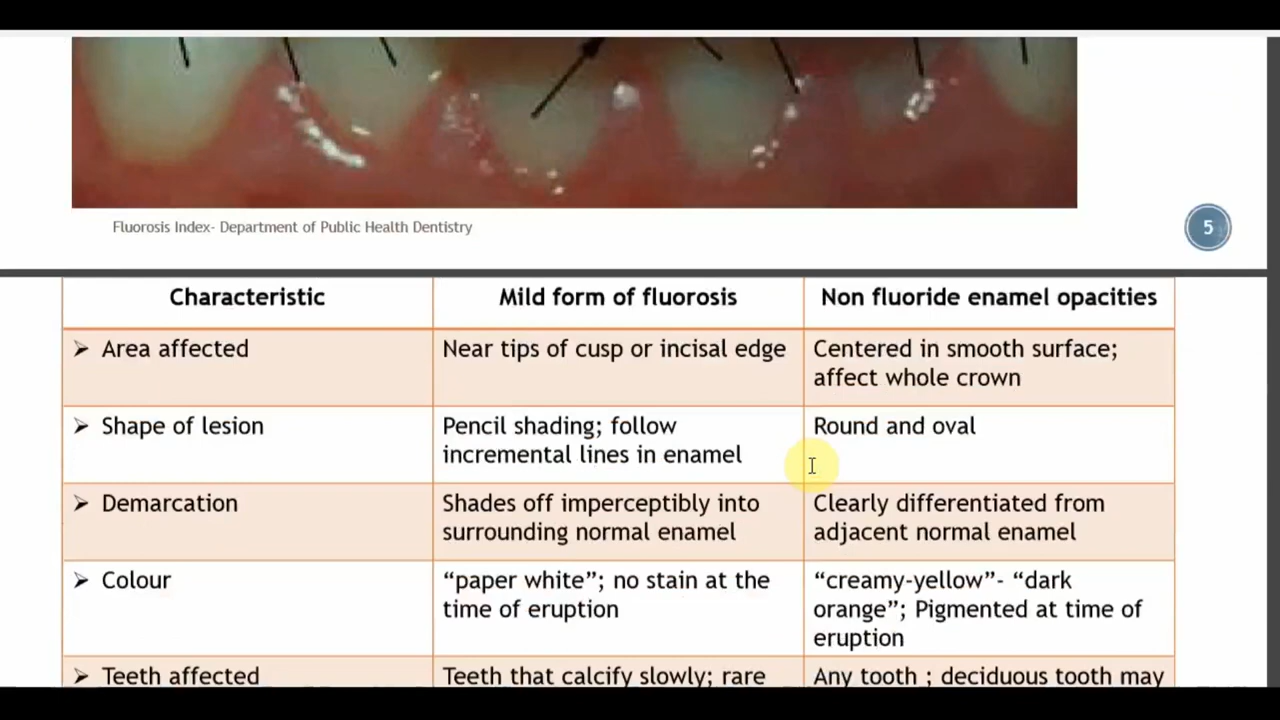 Fluorosis Index- Department of Public Health Dentistry
5
Characteristic
Mild form of fluorosis
Non fluoride enamel opacities
➢ Area affected
Near tips of cusp or incisal edge
Centered in smooth surface;
affect whole crown
➢ Shape of lesion
Pencil shading; follow
incremental lines in enamel
Round and oval
➢ Demarcation
Shades off imperceptibly into
surrounding normal enamel
Clearly differentiated from
adjacent normal enamel
➢ Colour
“paper white”; no stain at the
time of eruption
“creamy-yellow”- “dark
orange”; Pigmented at time of
eruption
➢ Teeth affected
Teeth that calcify slowly; rare
Any tooth ; deciduous tooth may